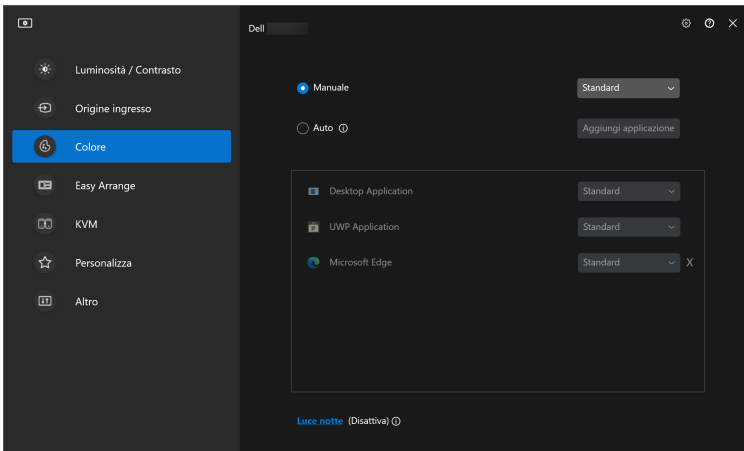 Dell
Luminosità / Contrasto
Origine ingresso
Colore
Easy Arrange
KVM
Personalizza
Altro
Manuale
Standard
Auto
Aggiungi applicazione
Desktop Application
Standard
UWP Application
Standard
Microsoft Edge
Standard
X
Luce notte (Disattiva)